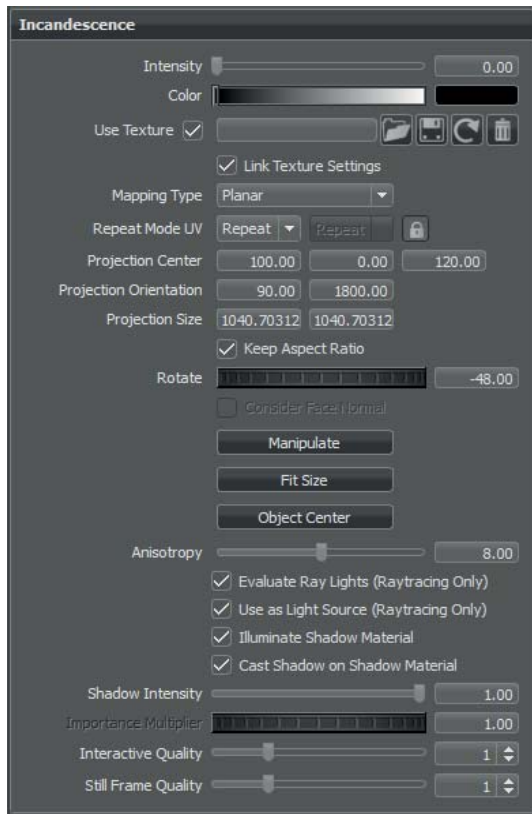 Incandescence
Intensity 0.00
Color
Use Texture
Link Texture Settings
Mapping Type Planar
Repeat Mode UV Repeat Repeat
Projection Center 100.00 0.00 120.00
Projection Orientation 90.00 1800.00
Projection Size 1040.70312 1040.70312
Keep Aspect Ratio
Rotate -48.00
Consider Face Normal
Manipulate
Fit Size
Object Center
Anisotropy 8.00
Evaluate Ray Lights (Raytracing Only)
Use as Light Source (Raytracing Only)
Illuminate Shadow Material
Cast Shadow on Shadow Material
Shadow Intensity 1.00
Importance Multiplier 1.00
Interactive Quality 1
Still Frame Quality 1